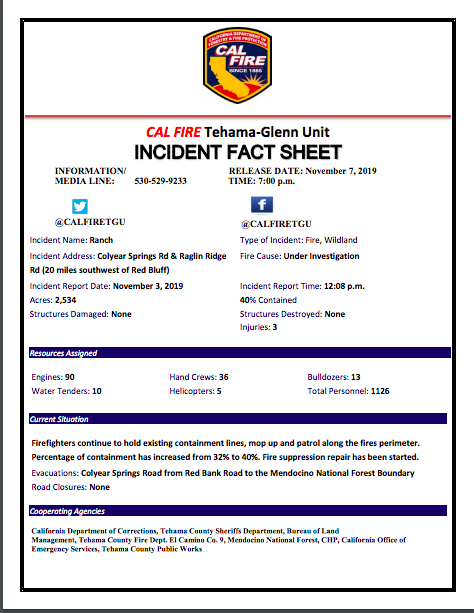 CALIFORNIA DEPARTMENT OF
FORESTRY & FIRE PROTECTION
CAL
FIRE
SINCE 1885
CAL FIRE Tehama-Glenn Unit
INCIDENT FACT SHEET
INFORMATION/ RELEASE DATE: November 7, 2019
MEDIA LINE: 530-529-9233 TIME: 7:00 p.m.
@CALFIRETGU @CALFIRETGU
Incident Name: Ranch Type of Incident: Fire, Wildland
Incident Address: Colyear Springs Rd & Raglin Ridge Fire Cause: Under Investigation
Rd (20 miles southwest of Red Bluff)
Incident Report Date: November 3, 2019 Incident Report Time: 12:08 p.m.
Acres: 2,534 40% Contained
Structures Damaged: None Structures Destroyed: None
Injuries: 3
Resources Assigned
Engines: 90 Hand Crews: 36 Bulldozers: 13
Water Tenders: 10 Helicopters: 5 Total Personnel: 1126
Current Situation
Firefighters continue to hold existing containment lines, mop up and patrol along the fires perimeter.
Percentage of containment has increased from 32% to 40%. Fire suppression repair has been started.
Evacuations: Colyear Springs Road from Red Bank Road to the Mendocino National Forest Boundary
Road Closures: None
Cooperating Agencies
California Department of Corrections, Tehama County Sheriffs Department, Bureau of Land
Management, Tehama County Fire Dept. El Camino Co. 9, Mendocino National Forest, CHP, California Office of
Emergency Services, Tehama County Public Works